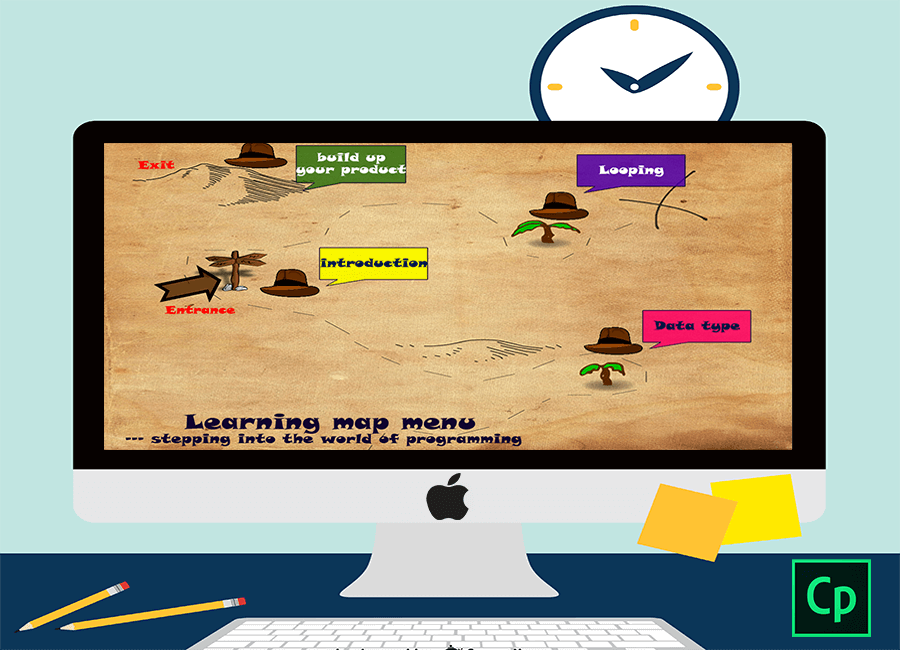 Exit
build up
your product
Looping
introduction
Entrance
Data type
Learning map menu
--- stepping into the world of programming
Cp